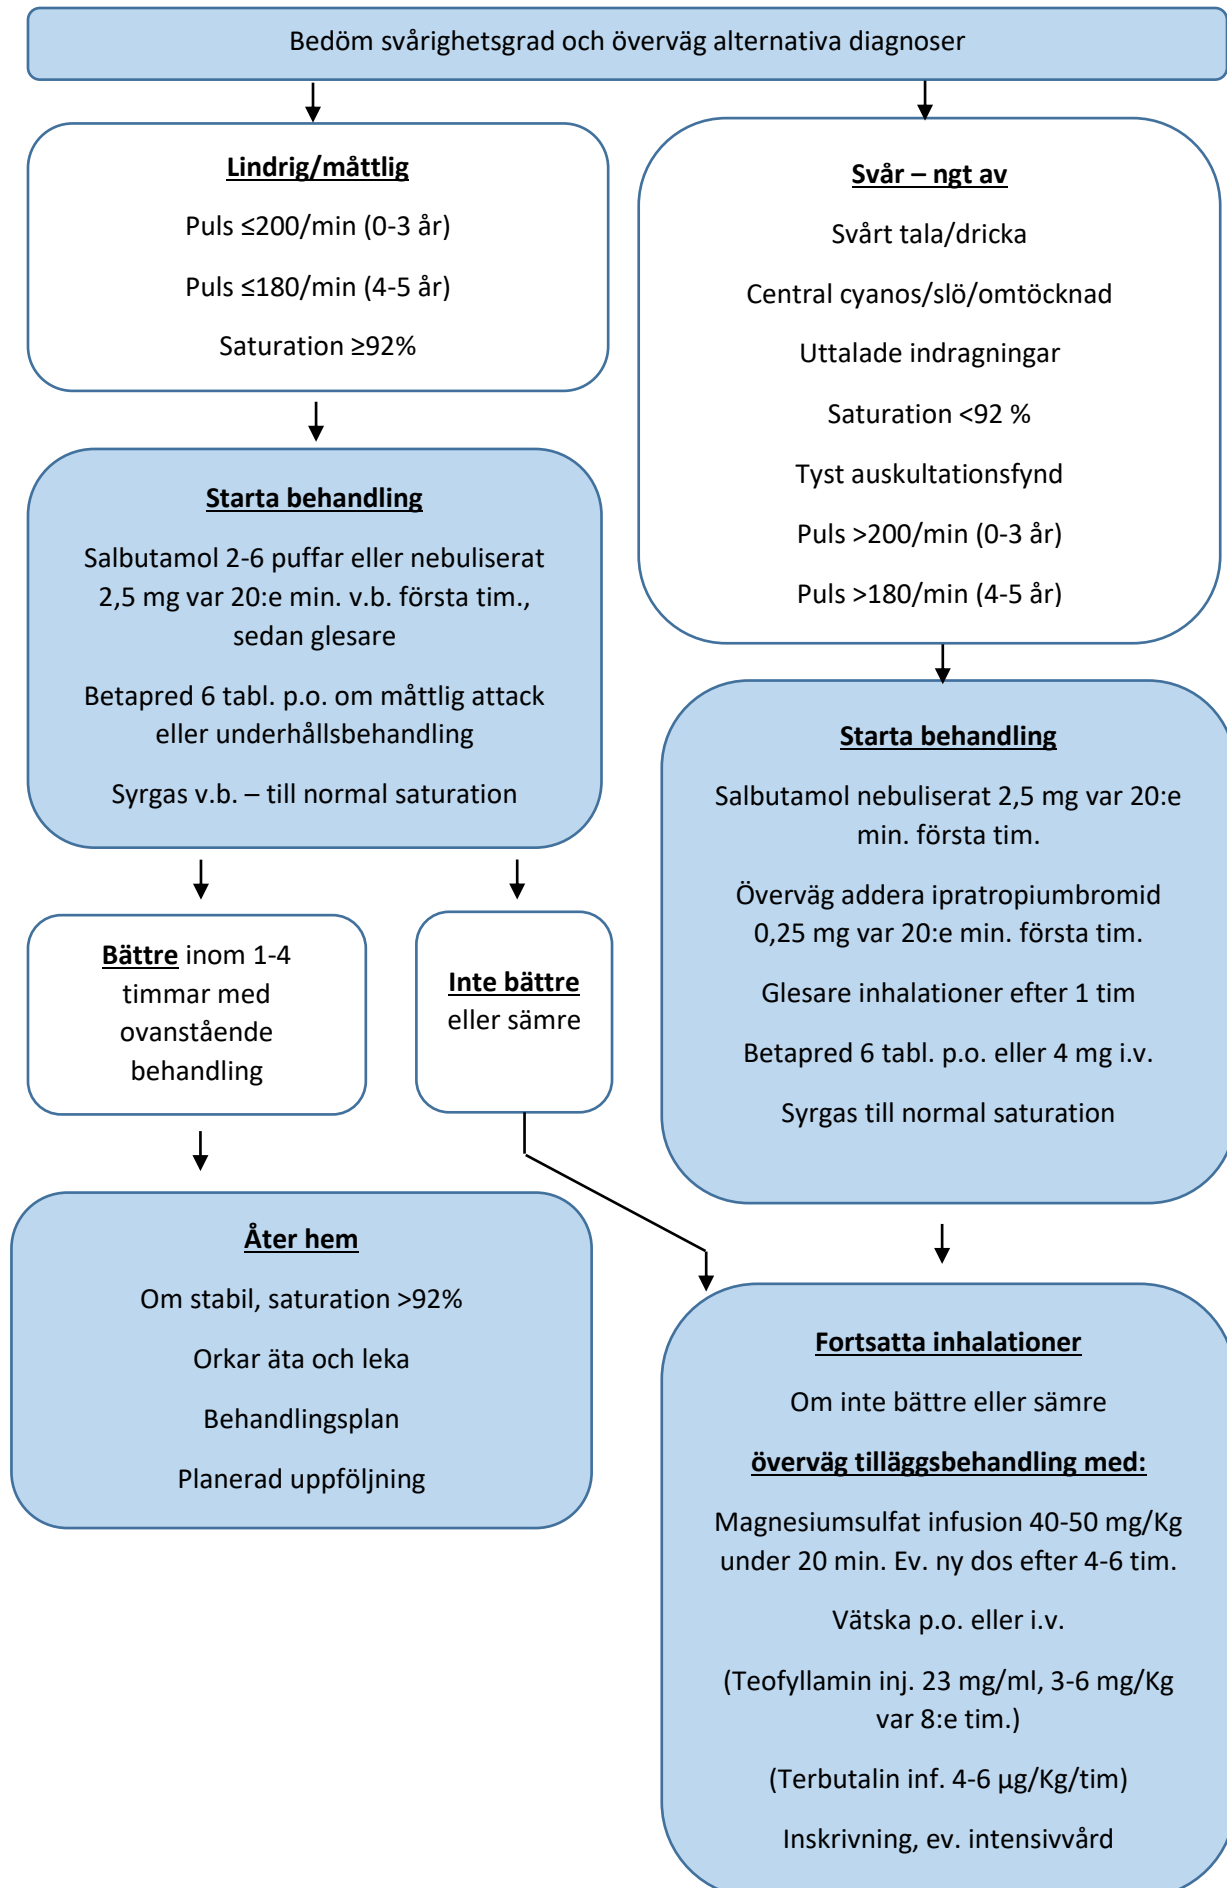 Bedöm svårighetsgrad och överväg alternativa diagnoser
Lindrig/måttlig
Puls ≤200/min (0-3 år)
Puls ≤180/min (4-5 år)
Saturation ≥92%
Svår – ngt av
Svårt tala/dricka
Central cyanos/slö/omtöcknad
Uttalade indragningar
Saturation <92 %
Tyst auskultationsfynd
Puls >200/min (0-3 år)
Puls >180/min (4-5 år)
Starta behandling
Salbutamol 2-6 puffar eller nebuliserat
2,5 mg var 20:e min. v.b. första tim.,
sedan glesare
Betapred 6 tabl. p.o. om måttlig attack
eller underhållsbehandling
Syrgas v.b. – till normal saturation
Starta behandling
Salbutamol nebuliserat 2,5 mg var 20:e
min. första tim.
Överväg addera ipratropiumbromid
0,25 mg var 20:e min. första tim.
Glesare inhalationer efter 1 tim
Betapred 6 tabl. p.o. eller 4 mg i.v.
Syrgas till normal saturation
Bättre inom 1-4
timmar med
ovanstående
behandling
Inte bättre
eller sämre
Åter hem
Om stabil, saturation >92%
Orkar äta och leka
Behandlingsplan
Planerad uppföljning
Fortsatta inhalationer
Om inte bättre eller sämre
överväg tilläggsbehandling med:
Magnesiumsulfat infusion 40-50 mg/Kg
under 20 min. Ev. ny dos efter 4-6 tim.
Vätska p.o. eller i.v.
(Teofyllamin inj. 23 mg/ml, 3-6 mg/Kg
var 8:e tim.)
(Terbutalin inf. 4-6 µg/Kg/tim)
Inskrivning, ev. intensivvård